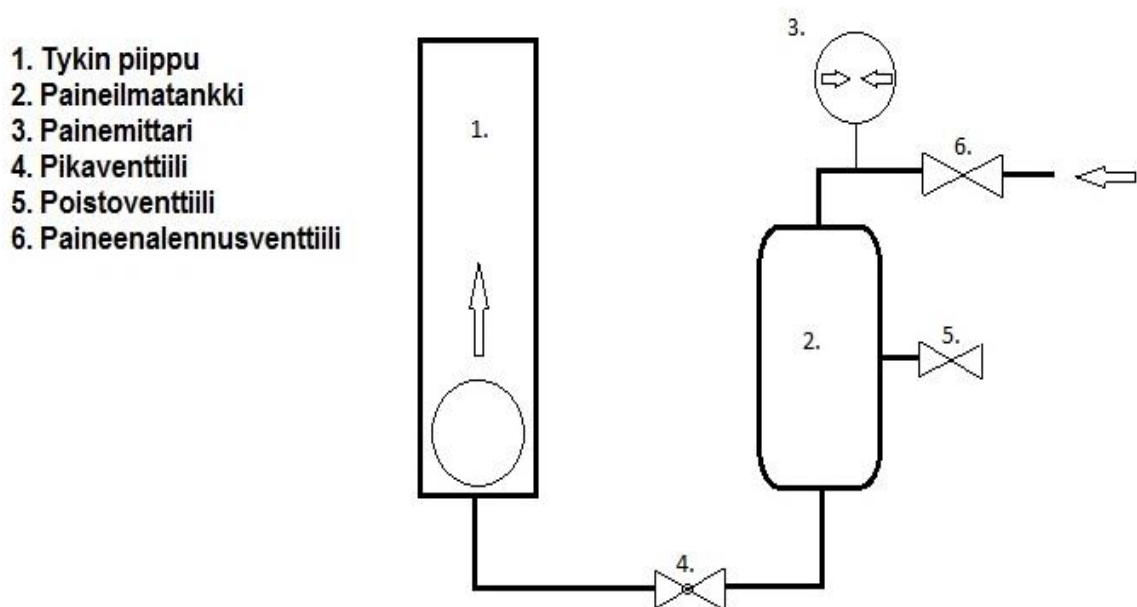 1. Tykin piippu
2. Paineilmatankki
3. Painemittari
4. Pikaventtiili
5. Poistoventtiili
6. Paineenalennusventtiili
3.
1.
6.
2.
5.
4.